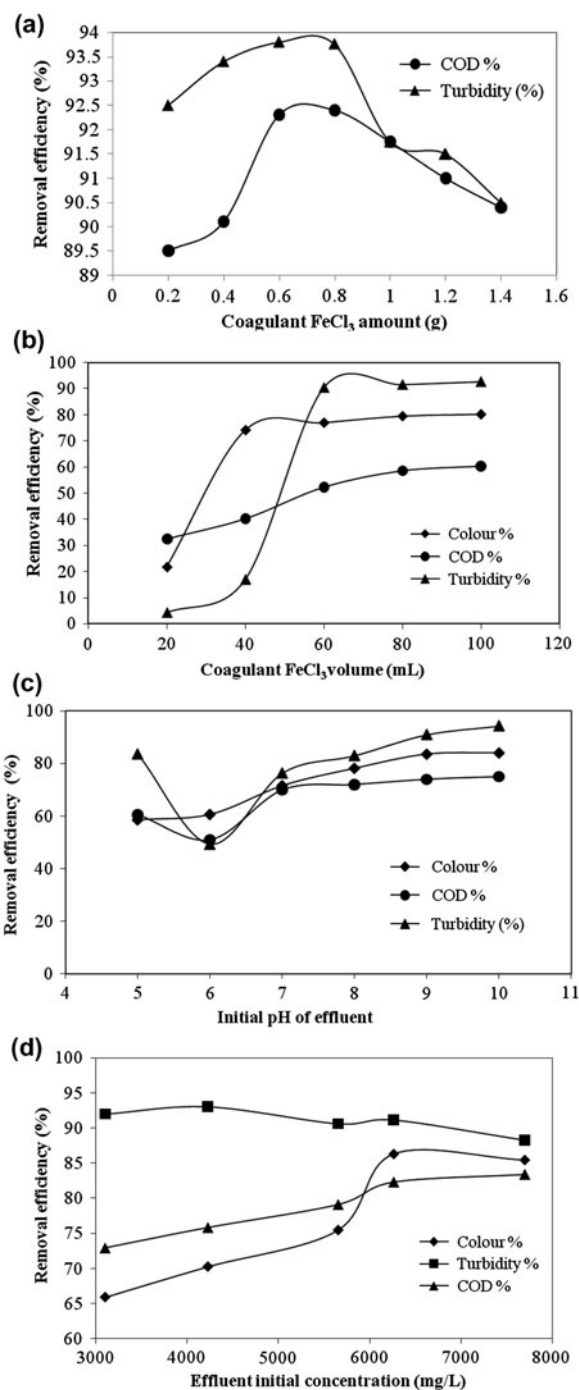 (a)
94
93.5
93
92.5
92
91.5
91
90.5
90
89.5
89
Removal efficiency (%)
COD %
Turbidity (%)
0 0.2 0.4 0.6 0.8 1 1.2 1.4 1.6
Coagulant FeCl3 amount (g)
(b)
100
90
80
70
60
50
40
30
20
10
0
Removal efficiency (%)
Colour %
COD %
Turbidity %
0 20 40 60 80 100 120
Coagulant FeCl3 volume (mL)
(c)
100
80
60
40
20
0
Removal efficiency (%)
Colour %
COD %
Turbidity (%)
4 5 6 7 8 9 10 11
Initial pH of effluent
(d)
100
95
90
85
80
75
70
65
60
Removal efficiency (%)
Colour %
Turbidity %
COD %
3000 4000 5000 6000 7000 8000
Effluent initial concentration (mg/L)